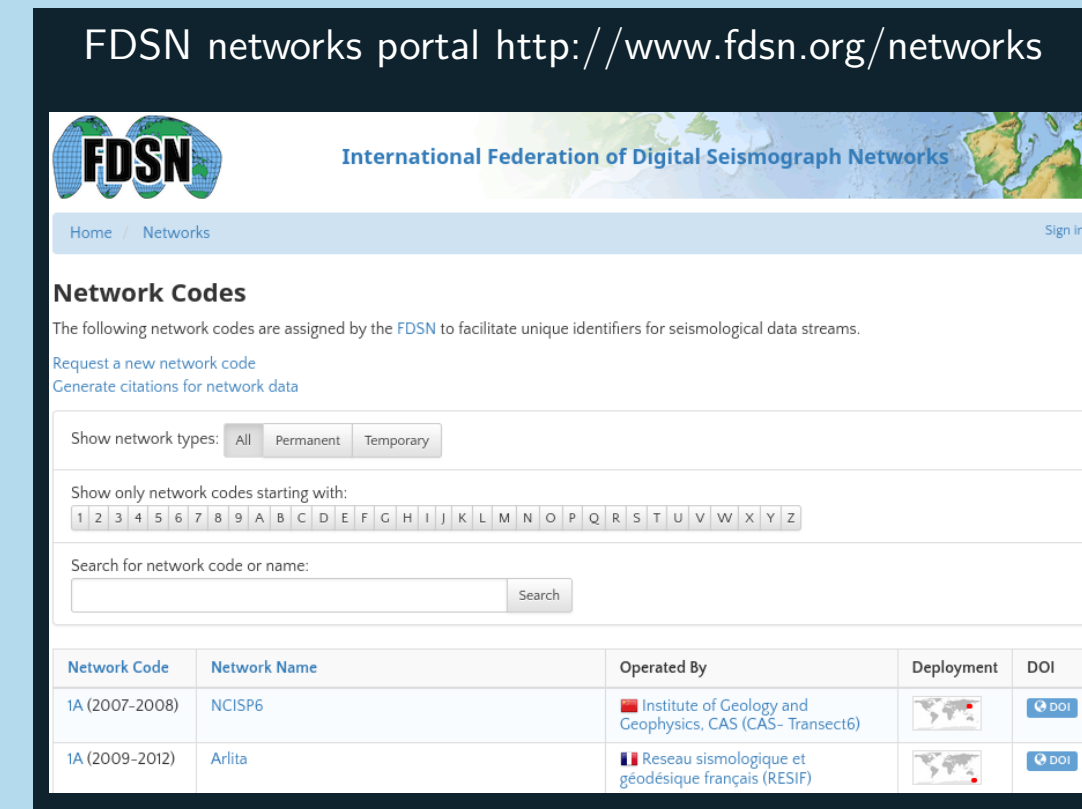 FDSN networks portal http://www.fdsn.org/networks
FDSN
International Federation of Digital Seismograph Networks
Home / Networks
Sign in
Network Codes
The following network codes are assigned by the FDSN to facilitate unique identifiers for seismological data streams.
Request a new network code
Generate citations for network data
Show network types: All Permanent Temporary
Show only network codes starting with:
1 2 3 4 5 6 7 8 9 A B C D E F G H I J K L M N O P Q R S T U V W X Y Z
Search for network code or name:
Search
Network Code Network Name Operated By Deployment DOI
1A (2007-2008) NCISP6 Institute of Geology and DOI
Geophysics, CAS (CAS- Transect6)
1A (2009-2012) Arlita Reseau sismologique et DOI
géodésique français (RESIF)